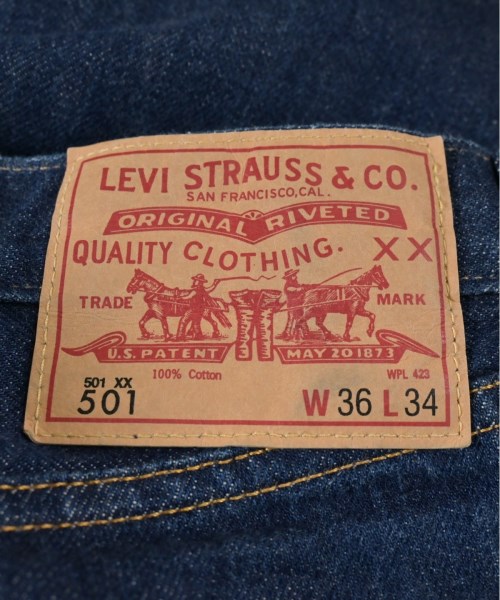 LEVI STRAUSS & CO.
SAN FRANCISCO, CAL.
ORIGINAL RIVETED
QUALITY CLOTHING. XX
TRADE MARK
U.S. PATENT MAY 20 1873
100% Cotton WPL 423
501 XX
501 W 36 L 34